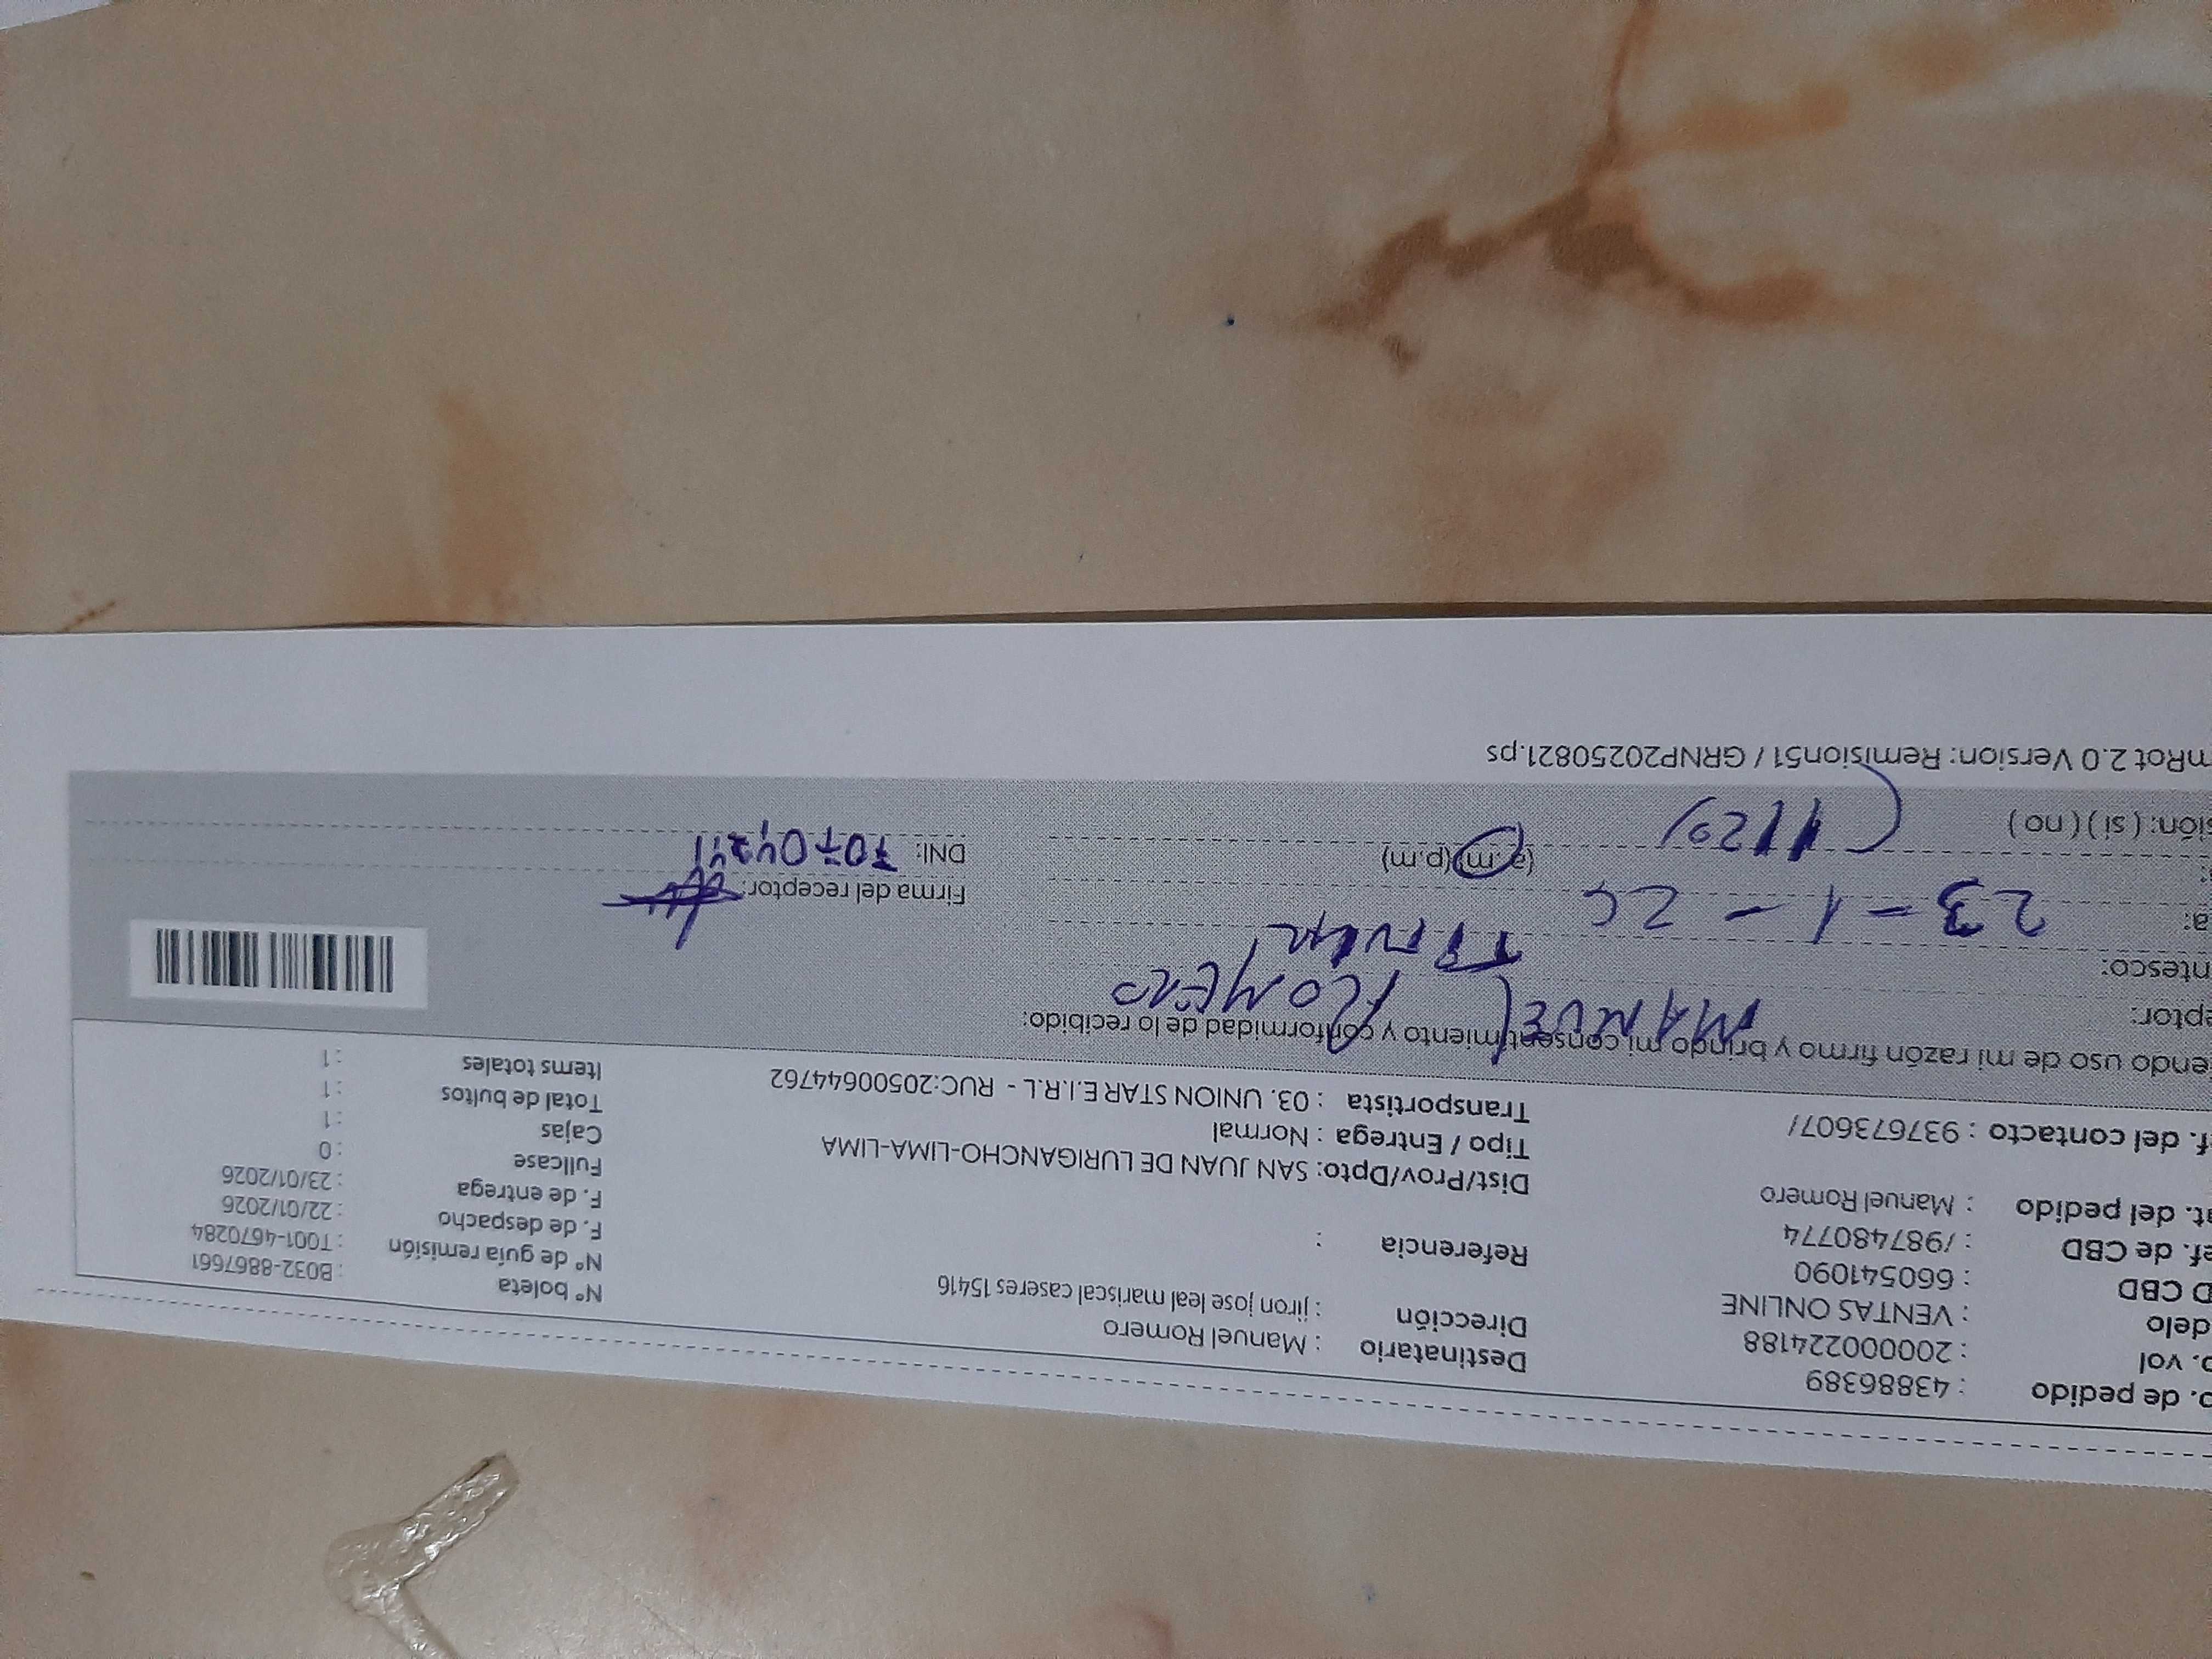 o. de pedido : 43886389
o. vol : 2000000224188
delo : VENTAS ONLINE
D CBD : 660541090
ef. de CBD : /987480774
at. del pedido : Manuel Romero
ef. del contacto : 937673607/
Destinatario : Manuel Romero
Dirección : jiron jose leal mariscal caseres 15416
Referencia :
Dist/Prov/Dpto: SAN JUAN DE LURIGANCHO-LIMA-LIMA
Tipo / Entrega : Normal
Transportista : 03. UNION STAR E.I.R.L - RUC:20500644762
N° boleta : B032-8867661
N° de guía remisión : T001-4670284
F. de despacho : 22/01/2026
F. de entrega : 23/01/2026
Fullcase : 0
Cajas : 1
Total de bultos : 1
Items totales : 1
endo uso de mi razón firmo y brindo mi consentimiento y conformidad de lo recibido:
eptor: MANUEL ROMERO
ntesco:
a: 23-1-26
(a.m)(p.m)
sión: ( si ) ( no )
Firma del receptor:
DNI:
mRot 2.0 Version: Remision51 / GRNP20250821.ps